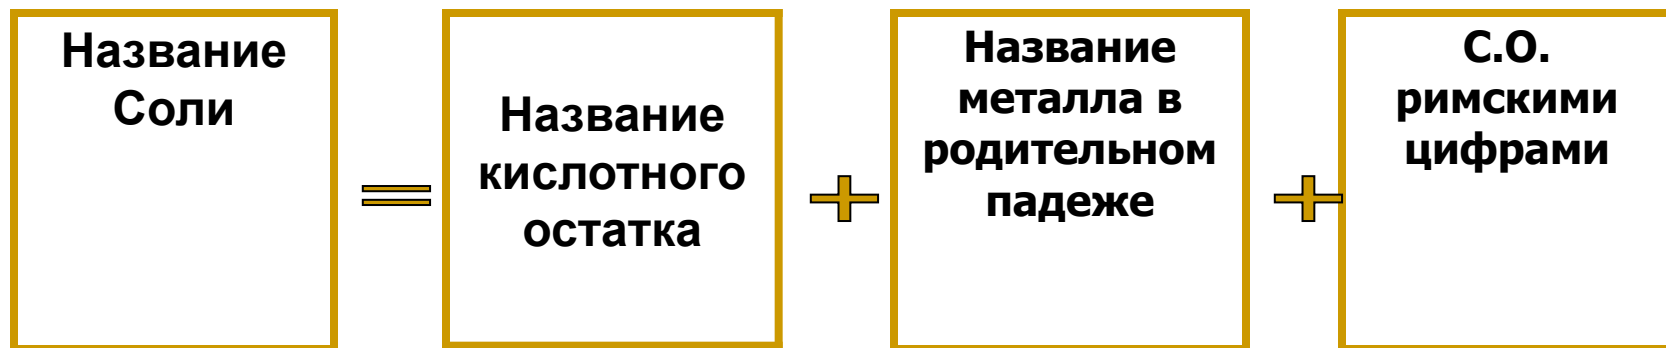 Название
Соли
Название
кислотного
остатка
Название
металла в
родительном
падеже
С.О.
римскими
цифрами